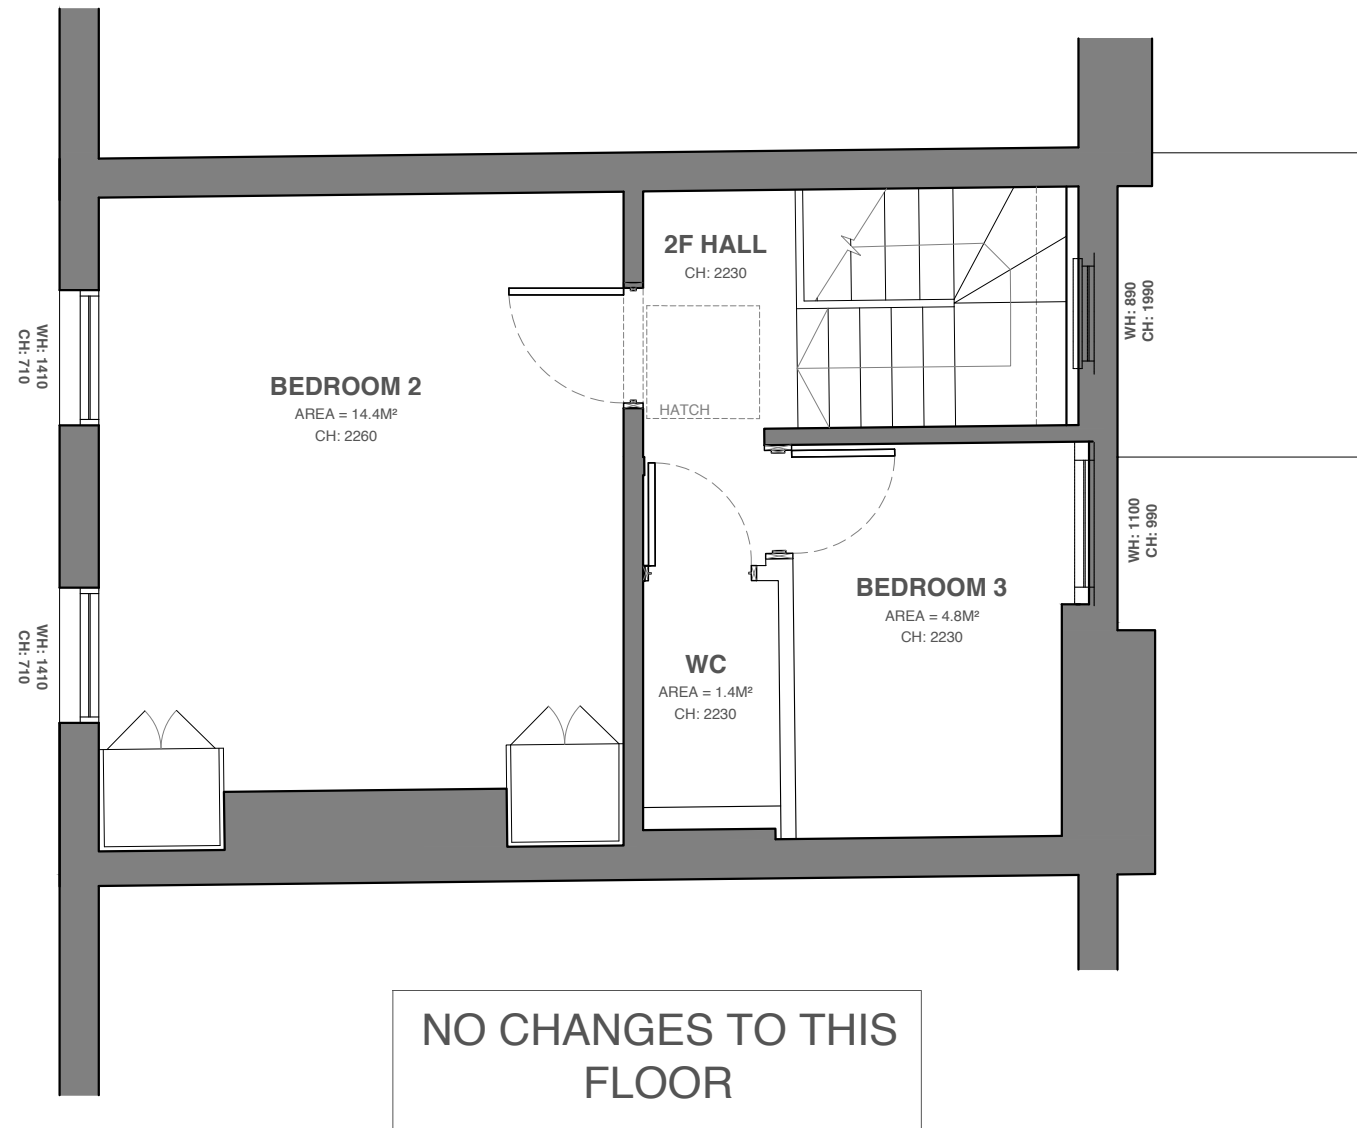 2F HALL
CH: 2230
WH: 890
CH: 1990
WH: 1410
CH: 710
BEDROOM 2
AREA = 14.4M²
CH: 2260
HATCH
WH: 1100
CH: 990
BEDROOM 3
AREA = 4.8M²
CH: 2230
WH: 1410
CH: 710
WC
AREA = 1.4M²
CH: 2230
NO CHANGES TO THIS
FLOOR